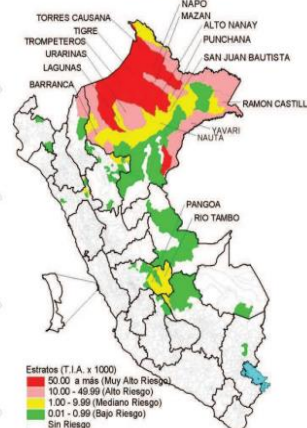 NAPO
MAZAN
TORRES CAUSANA
ALTO NANAY
TIGRE
PUNCHANA
TROMPETEROS
URARINAS
SAN JUAN BAUTISTA
LAGUNAS
BARRANCA
RAMON CASTILL
YAVARI
NAUTA
PANGOA
RIO TAMBO
Estratos (T.I.A. x 1000)
50.00 a más (Muy Alto Riesgo)
10.00 - 49.99 (Alto Riesgo)
1.00 - 9.99 (Mediano Riesgo)
0.01 - 0.99 (Bajo Riesgo)
Sin Riesgo